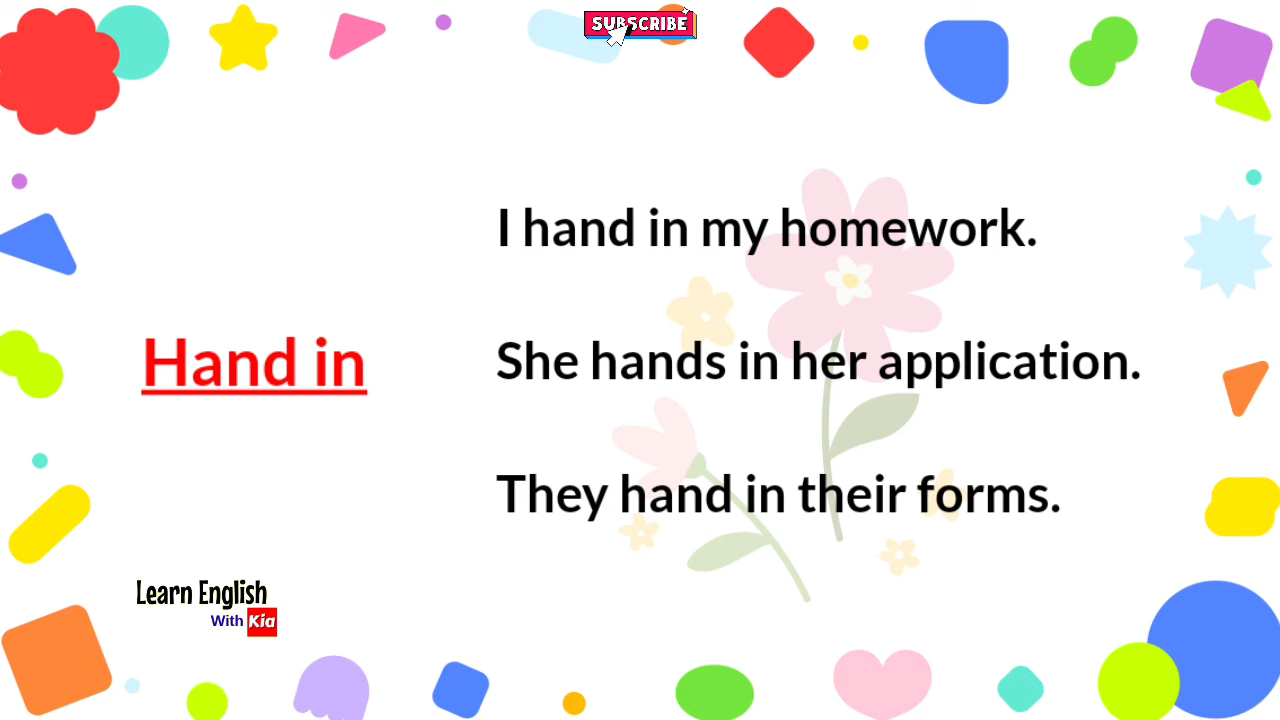 SUBSCRIBE
I hand in my homework.
Hand in
She hands in her application.
They hand in their forms.
Learn English
With Kia